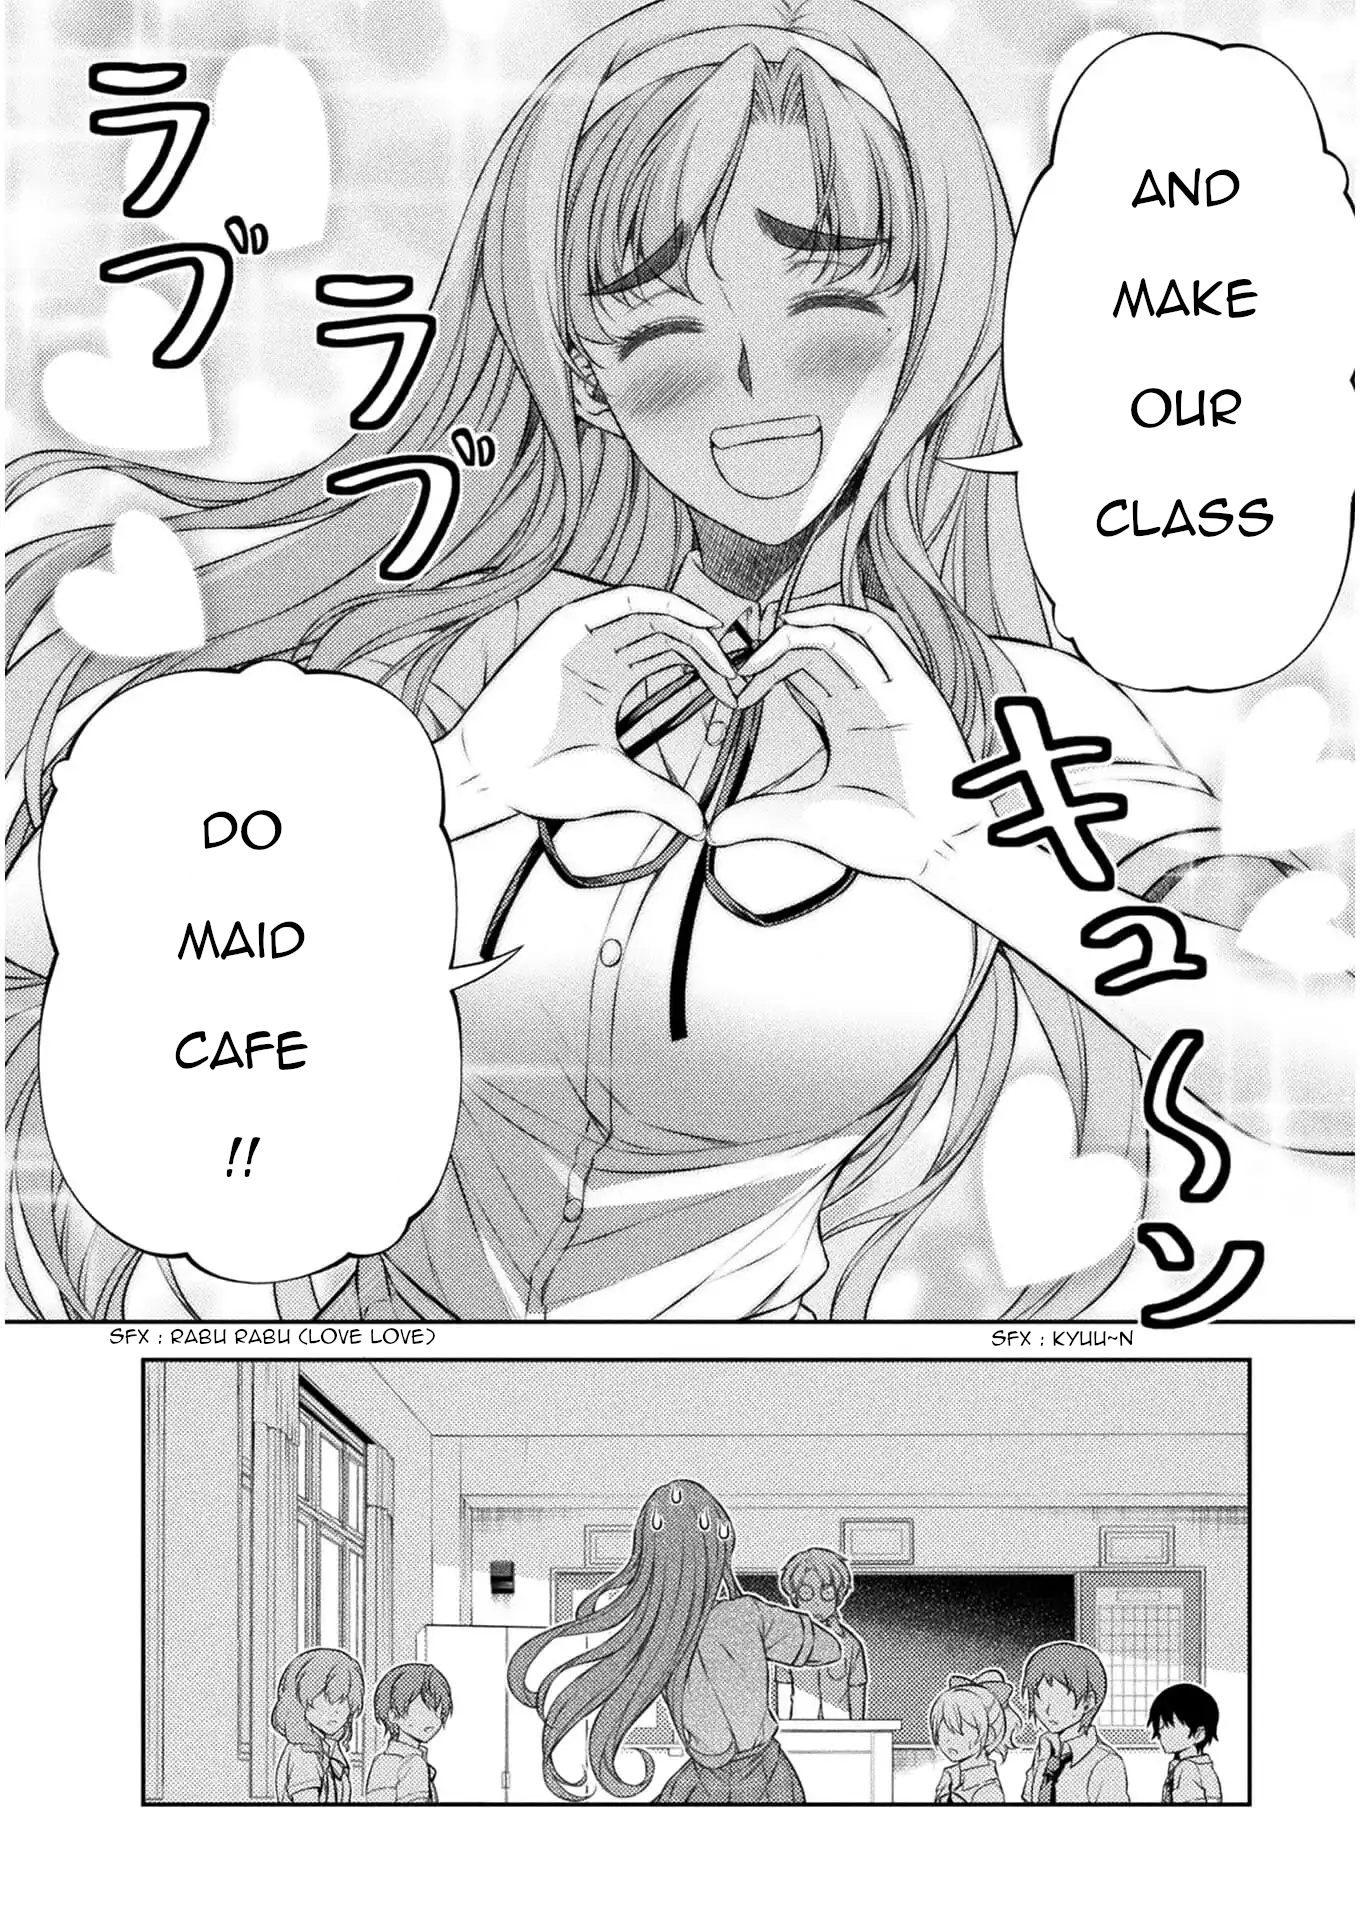 AND
MAKE
OUR
CLASS
ラブ
ラブ
DO
MAID
CAFE
!!
キュ～ン
SFX : RABU RABU (LOVE LOVE)
SFX : KYUU~N